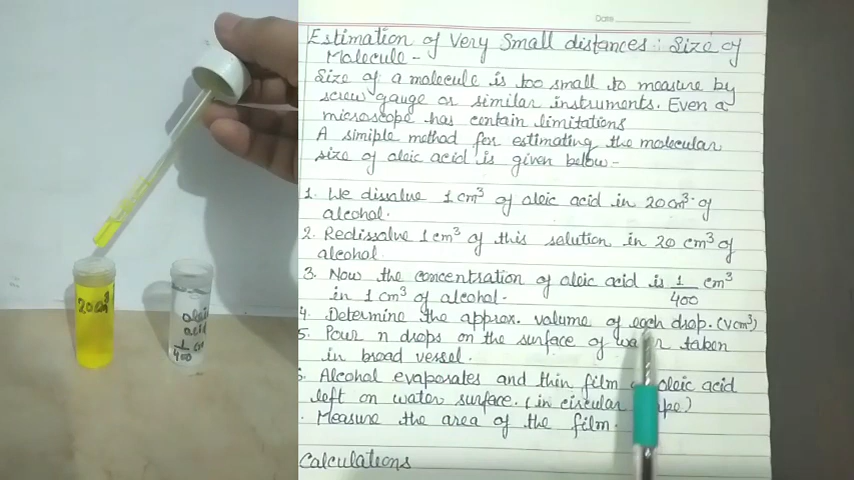 Date
Estimation of Very Small distances: Size of
Molecule -
Size of a molecule is too small to measure by
screw gauge or similar instruments. Even a
microscope has certain limitations
A simiple method for estimating the molecular
size of oleic acid is given below -
1. We dissolve 1 cm³ of oleic acid in 20 cm³ of
alcohol.
2. Redissolve 1 cm³ of this solution in 20 cm³ of
alcohol
3. Now the concentration of oleic acid is 1/400 cm³
in 1 cm³ of alcohol.
4. Determine the approx. volume of each drop. (V cm³)
5. Pour n drops on the surface of water taken
in broad vessel.
Alcohol evaporates and thin film oleic acid
left on water surface. (in circular
. Measure the area of the film.
Calculations
20 cm³
oleic
acid
1/400 cm